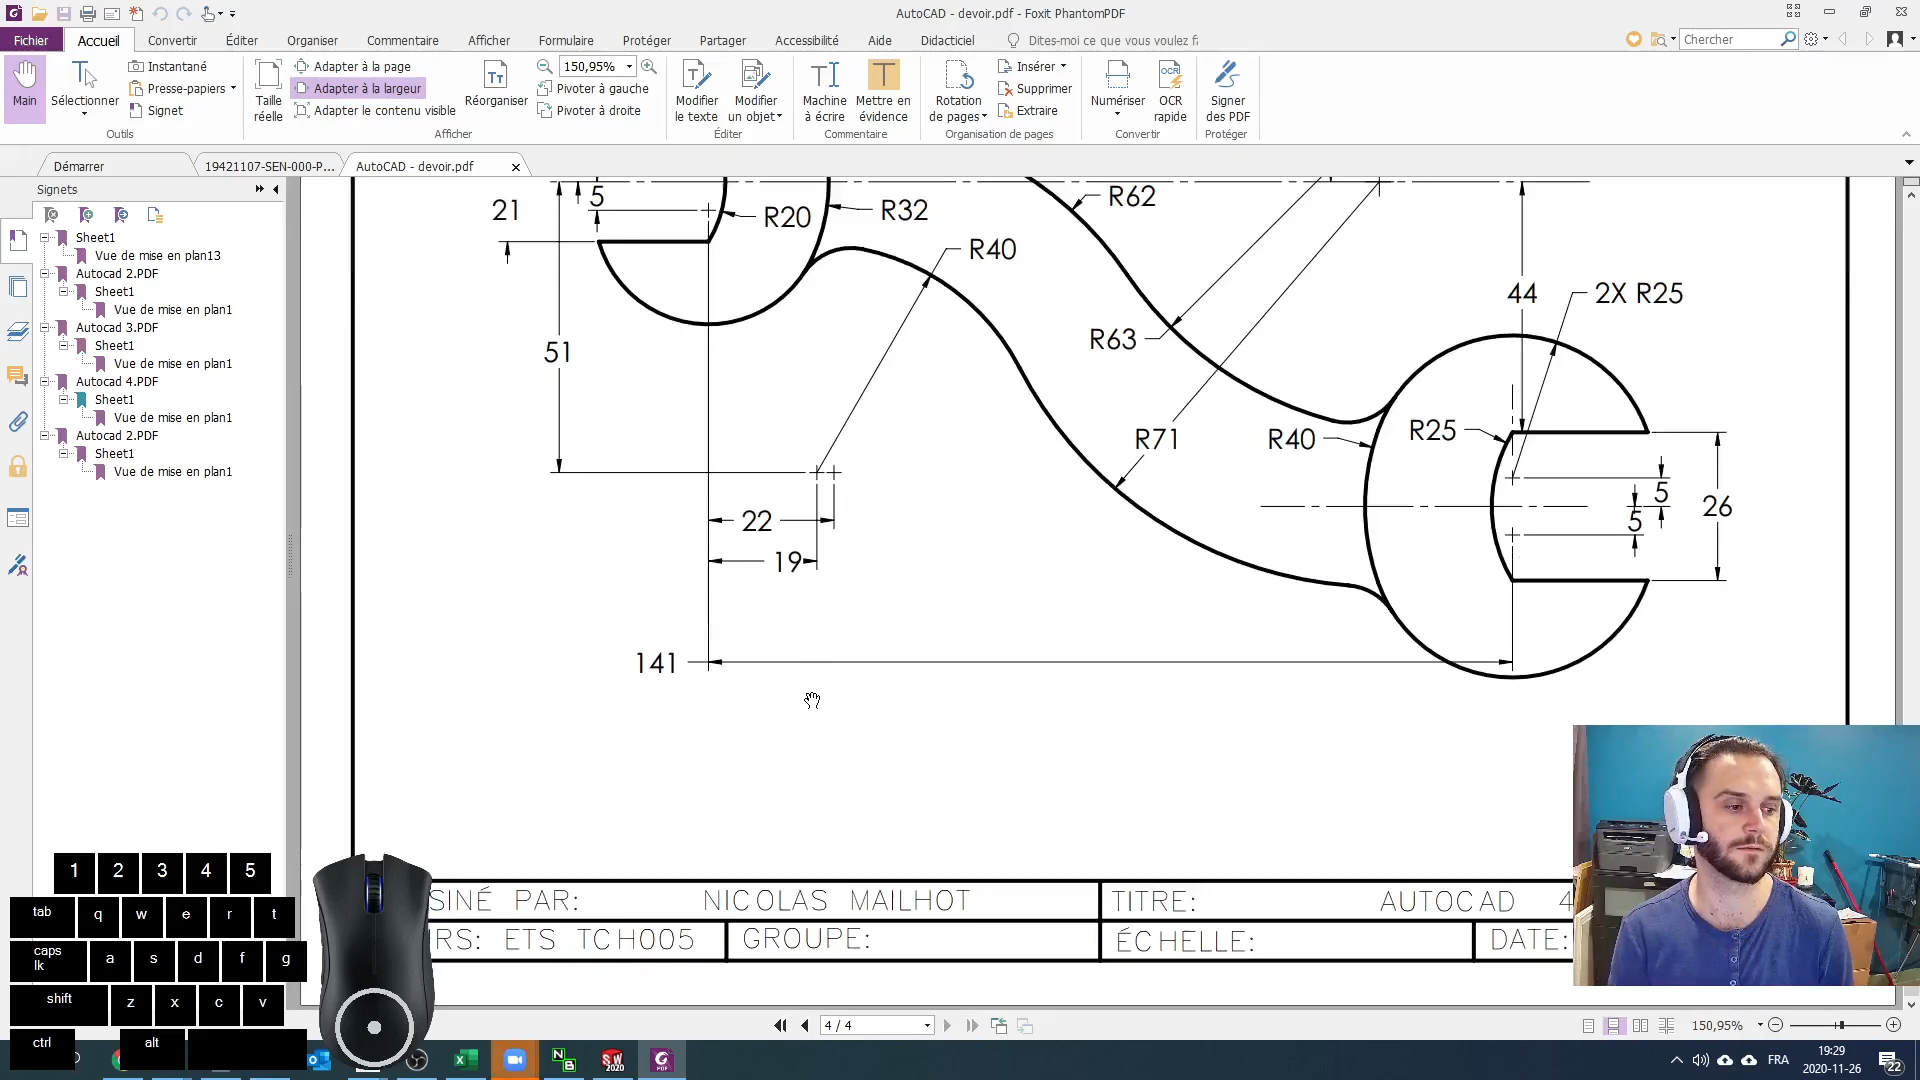 AutoCAD - devoir.pdf - Foxit PhantomPDF
Fichier
Accueil
Convertir
Éditer
Organiser
Commentaire
Afficher
Formulaire
Protéger
Partager
Accessibilité
Aide
Didacticiel
Dites-moi ce que vous voulez fa
Chercher
Main
Sélectionner
Instantané
Presse-papiers
Signet
Outils
Taille
réelle
Adapter à la page
Adapter à la largeur
Adapter le contenu visible
Réorganiser
150,95%
Pivoter à gauche
Pivoter à droite
Afficher
Modifier
le texte
Modifier
un objet
Éditer
Machine
à écrire
Mettre en
évidence
Commentaire
Rotation
de pages
Insérer
Supprimer
Extraire
Organisation de pages
Numériser
OCR
rapide
Convertir
Signer
des PDF
Protéger
Démarrer
19421107-SEN-000-P...
AutoCAD - devoir.pdf
Signets
Sheet1
Vue de mise en plan13
Autocad 2.PDF
Sheet1
Vue de mise en plan1
Autocad 3.PDF
Sheet1
Vue de mise en plan1
Autocad 4.PDF
Sheet1
Vue de mise en plan1
Autocad 2.PDF
Sheet1
Vue de mise en plan1
5
21
R20
R32
R62
R40
44
2X R25
R63
51
R71
R40
R25
5
5
26
22
19
141
SINÉ PAR: NICOLAS MAILHOT
TITRE: AUTOCAD 4
RS: ETS TCH005
GROUPE:
ÉCHELLE:
DATE:
1 2 3 4 5
tab q w e r t
caps
lk
a s d f g
shift z x c v
ctrl alt
4 / 4
150,95%
FRA
19:29
2020-11-26
22